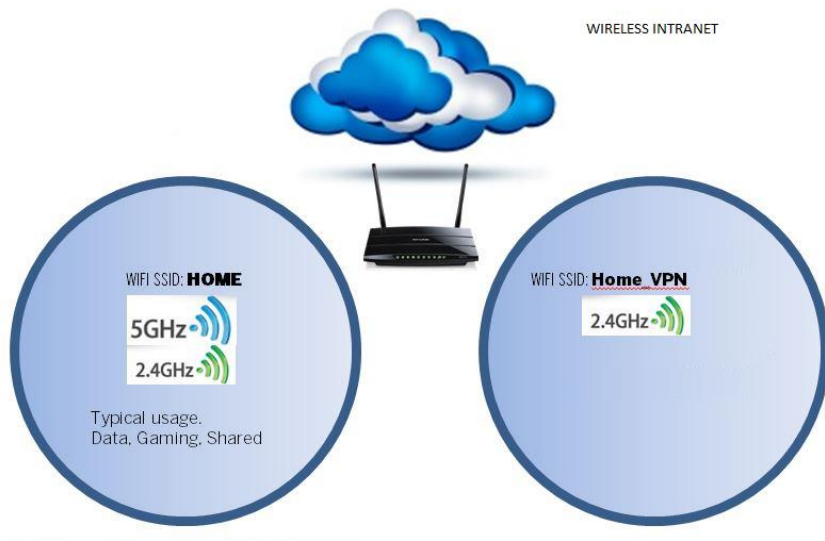 WIRELESS INTRANET
WIFI SSID: HOME
5GHz
2.4GHz
Typical usage.
Data, Gaming, Shared
WIFI SSID: Home_VPN
2.4GHz